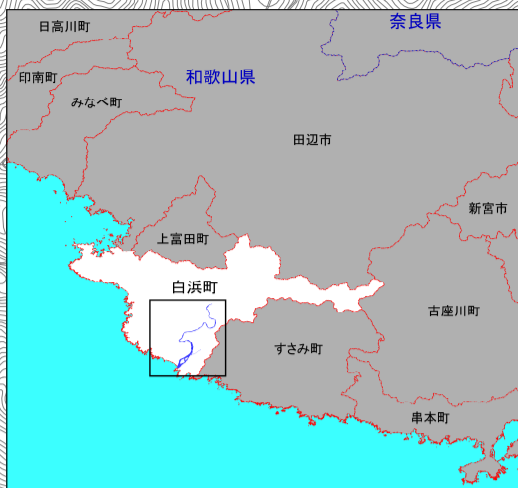 日高川町
奈良県
印南町
和歌山県
みなべ町
田辺市
新宮市
上富田町
白浜町
古座川町
すさみ町
串本町